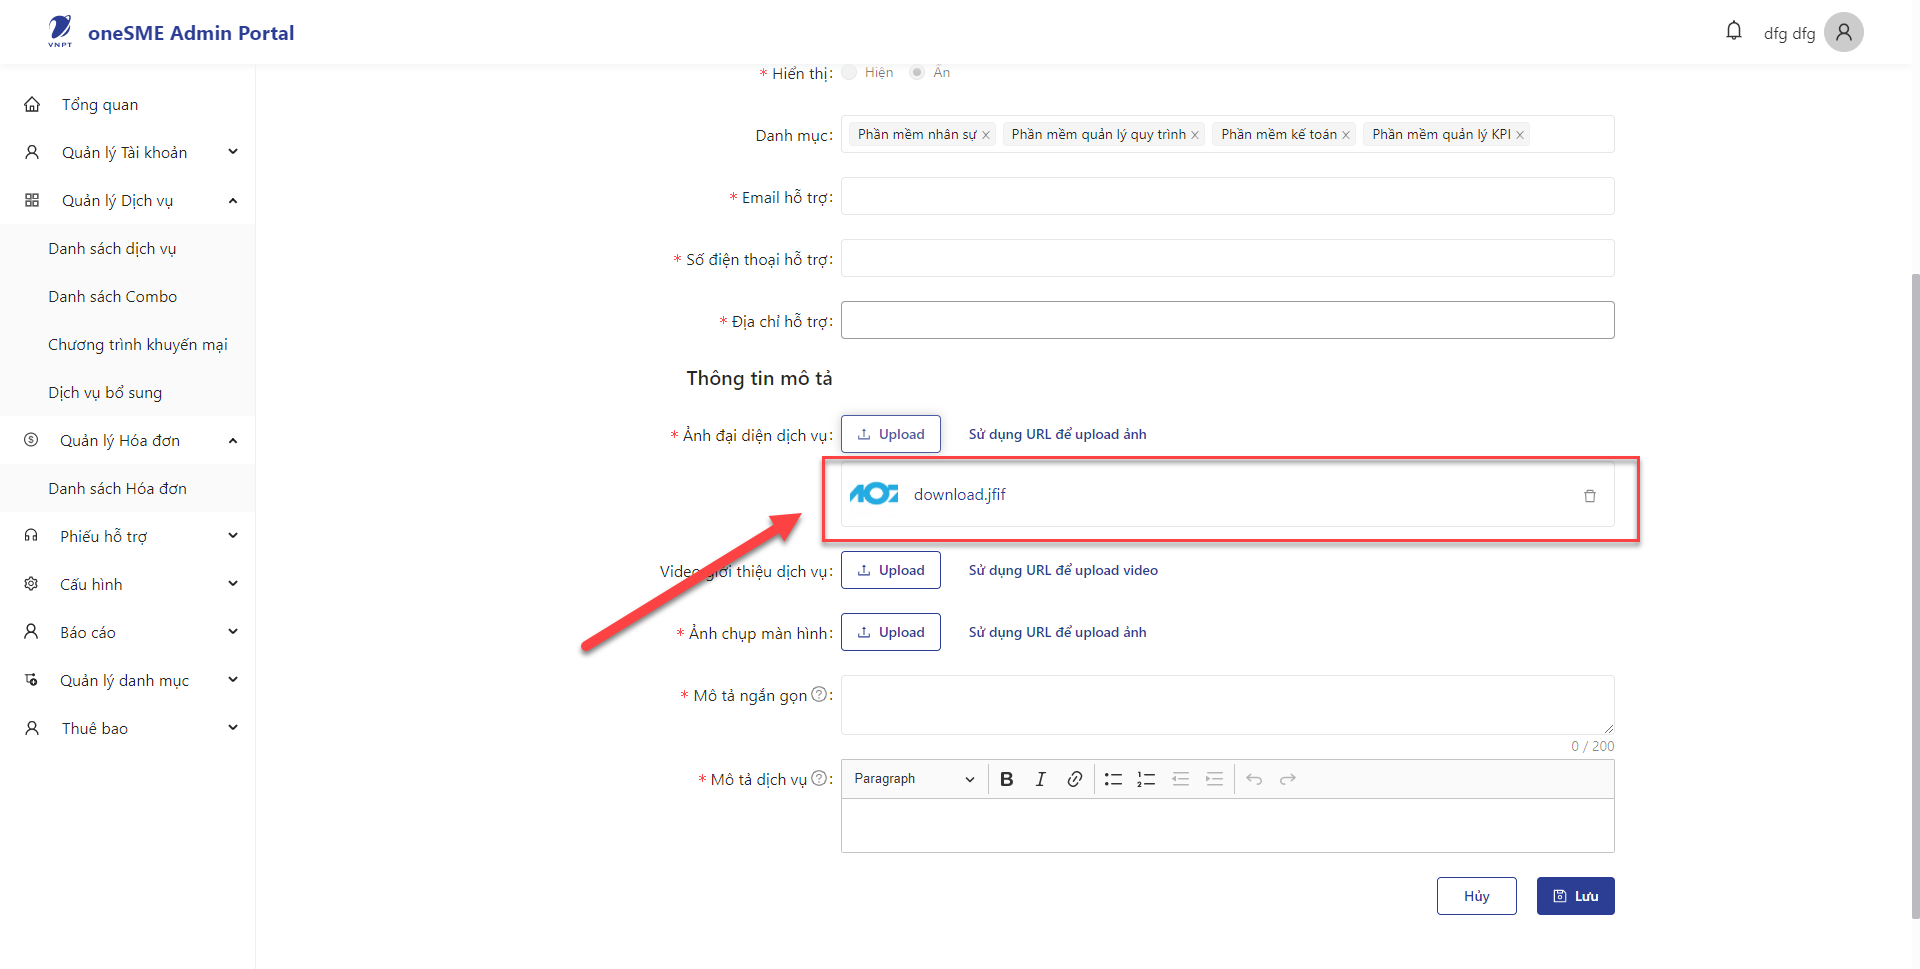 VNPT
oneSME Admin Portal
dfg dfg
Tổng quan
Quản lý Tài khoản
Quản lý Dịch vụ
Danh sách dịch vụ
Danh sách Combo
Chương trình khuyến mại
Dịch vụ bổ sung
Quản lý Hóa đơn
Danh sách Hóa đơn
Phiếu hỗ trợ
Cấu hình
Báo cáo
Quản lý danh mục
Thuê bao
* Hiển thị: Hiện Ẩn
Danh mục: Phần mềm nhân sự × Phần mềm quản lý quy trình × Phần mềm kế toán × Phần mềm quản lý KPI ×
* Email hỗ trợ:
* Số điện thoại hỗ trợ:
* Địa chỉ hỗ trợ:
Thông tin mô tả
* Ảnh đại diện dịch vụ: Upload Sử dụng URL để upload ảnh
download.jfif
Video giới thiệu dịch vụ: Upload Sử dụng URL để upload video
* Ảnh chụp màn hình: Upload Sử dụng URL để upload ảnh
* Mô tả ngắn gọn ?:
0 / 200
* Mô tả dịch vụ ?: Paragraph B I
Hủy Lưu